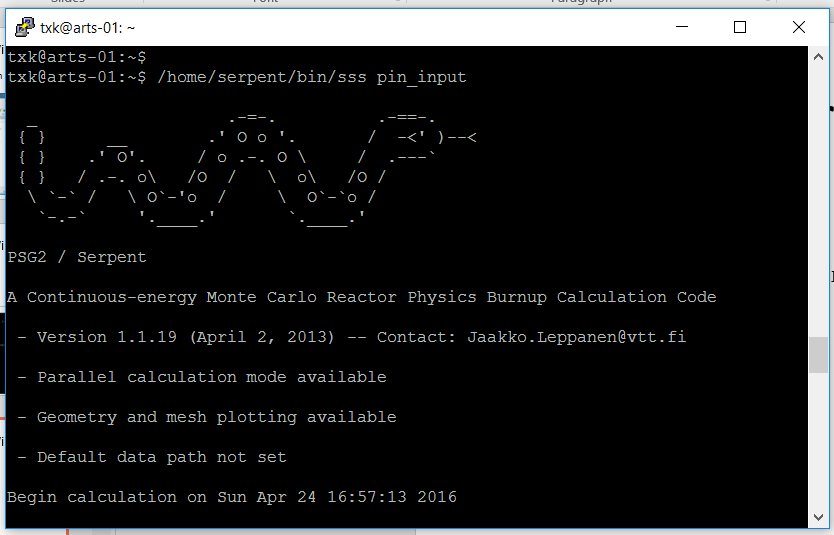 Slides
Font
Paragraph
txk@arts-01: ~
txk@arts-01:~$
txk@arts-01:~$ /home/serpent/bin/sss pin_input
   _                   .-=-.          .-==-.
 { }      __        .' O o '.       /  -<' )--<
 { }    .' O'.     / o .-. O \     /  .---`
 { }   / .-. o\   /O  /   \  o\   /O /
  \ `-` /   \ O`-'o  /     \  O`-`o /
   `-.-`     '.____.'       `.____.'
PSG2 / Serpent
A Continuous-energy Monte Carlo Reactor Physics Burnup Calculation Code
- Version 1.1.19 (April 2, 2013) -- Contact: Jaakko.Leppanen@vtt.fi
- Parallel calculation mode available
- Geometry and mesh plotting available
- Default data path not set
Begin calculation on Sun Apr 24 16:57:13 2016